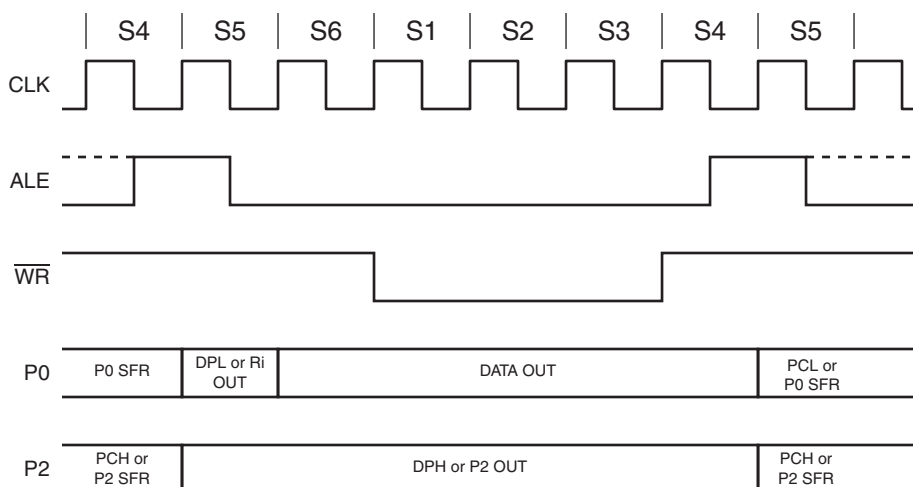 S4 S5 S6 S1 S2 S3 S4 S5
CLK
ALE
WR
P0 P0 SFR DPL or Ri OUT DATA OUT PCL or P0 SFR
P2 PCH or P2 SFR DPH or P2 OUT PCH or P2 SFR